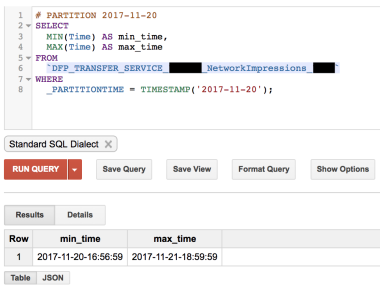 1 # PARTITION 2017-11-20
2 SELECT
3 MIN(Time) AS min_time,
4 MAX(Time) AS max_time
5 FROM
6 `DFP_TRANSFER_SERVICE_ _NetworkImpressions_ `
7 WHERE
8 _PARTITIONTIME = TIMESTAMP('2017-11-20');
Standard SQL Dialect X
RUN QUERY Save Query Save View Format Query Show Options
Results Details
Row min_time max_time
1 2017-11-20-16:56:59 2017-11-21-18:59:59
Table JSON